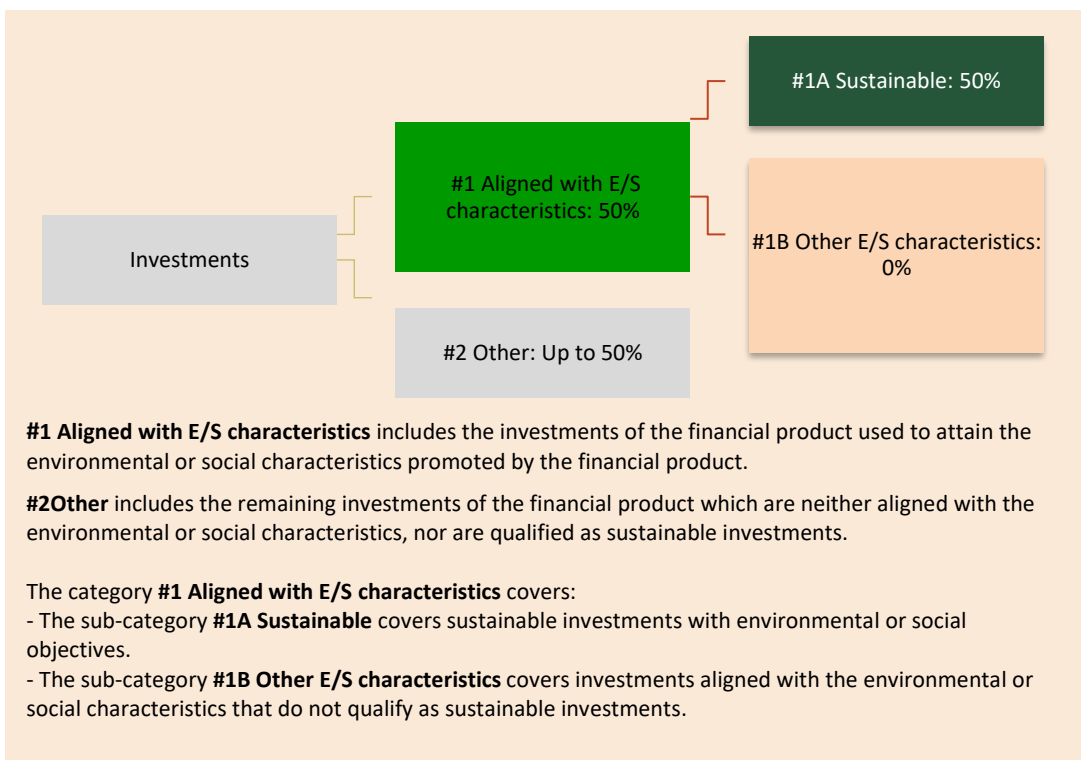 #1A Sustainable: 50%
#1 Aligned with E/S
characteristics: 50%
#1B Other E/S characteristics:
0%
Investments
#2 Other: Up to 50%
#1 Aligned with E/S characteristics includes the investments of the financial product used to attain the
environmental or social characteristics promoted by the financial product.
#2Other includes the remaining investments of the financial product which are neither aligned with the
environmental or social characteristics, nor are qualified as sustainable investments.
The category #1 Aligned with E/S characteristics covers:
- The sub-category #1A Sustainable covers sustainable investments with environmental or social
objectives.
- The sub-category #1B Other E/S characteristics covers investments aligned with the environmental or
social characteristics that do not qualify as sustainable investments.